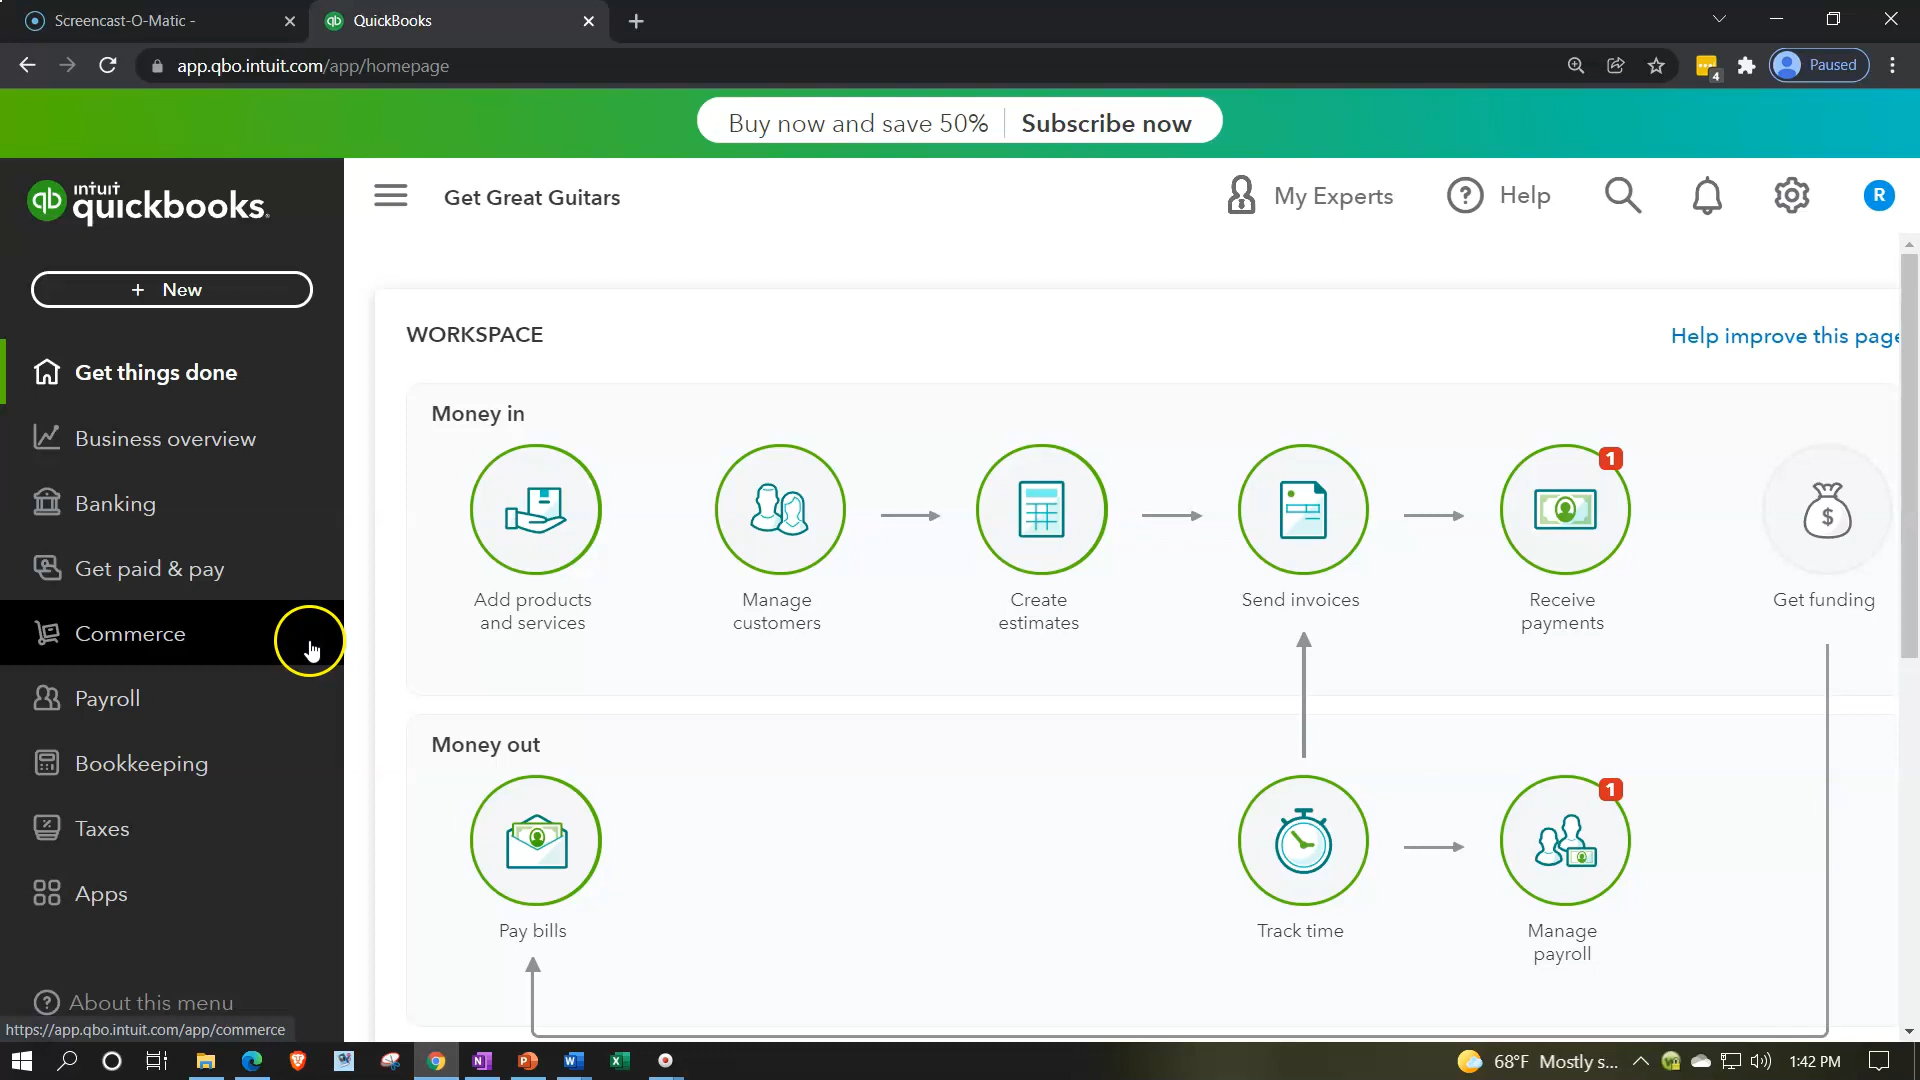 Screencast-O-Matic -
QuickBooks
app.qbo.intuit.com/app/homepage
4
Paused
Buy now and save 50%
Subscribe now
qb
intuit
quickbooks.
Get Great Guitars
My Experts
Help
R
+ New
WORKSPACE
Help improve this page
Get things done
Business overview
Banking
Get paid & pay
Commerce
Payroll
Bookkeeping
Taxes
Apps
About this menu
Money in
1
Add products
and services
Manage
customers
Create
estimates
Send invoices
Receive
payments
Get funding
Money out
1
Pay bills
Track time
Manage
payroll
https://app.qbo.intuit.com/app/commerce
68°F Mostly s...
1:42 PM